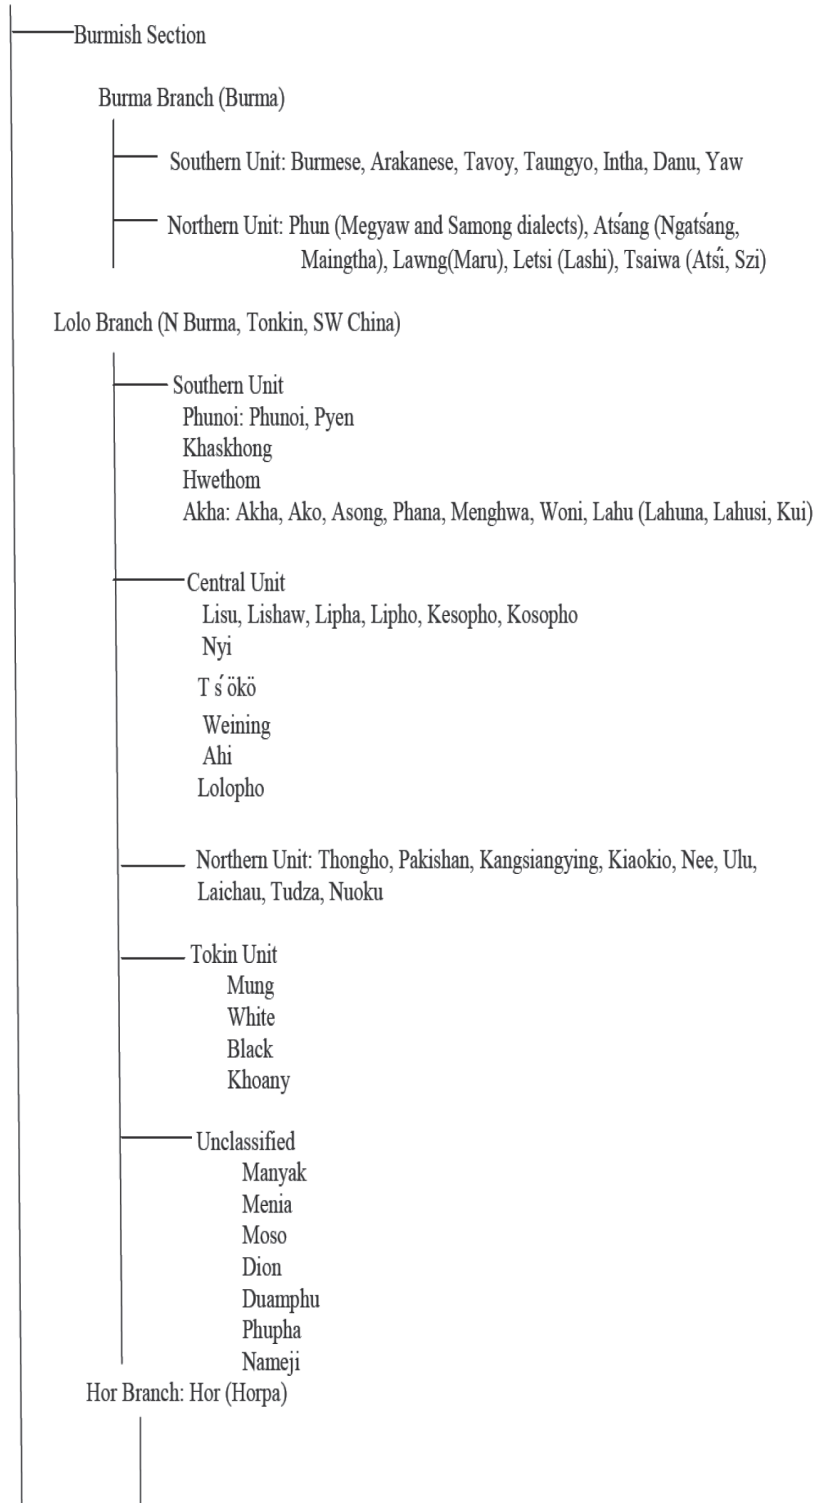 Burmish Section
Burma Branch (Burma)
Southern Unit: Burmese, Arakanese, Tavoy, Taungyo, Intha, Danu, Yaw
Northern Unit: Phun (Megyaw and Samong dialects), Atśang (Ngatśang,
Maingtha), Lawng(Maru), Letsi (Lashi), Tsaiwa (Atśi, Szi)
Lolo Branch (N Burma, Tonkin, SW China)
Southern Unit
Phunoi: Phunoi, Pyen
Khaskhong
Hwethom
Akha: Akha, Ako, Asong, Phana, Menghwa, Woni, Lahu (Lahuna, Lahusi, Kui)
Central Unit
Lisu, Lishaw, Lipha, Lipho, Kesopho, Kosopho
Nyi
T ś ökö
Weining
Ahi
Lolopho
Northern Unit: Thongho, Pakishan, Kangsiangying, Kiaokio, Nee, Ulu,
Laichau, Tudza, Nuoku
Tokin Unit
Mung
White
Black
Khoany
Unclassified
Manyak
Menia
Moso
Dion
Duamphu
Phupha
Nameji
Hor Branch: Hor (Horpa)